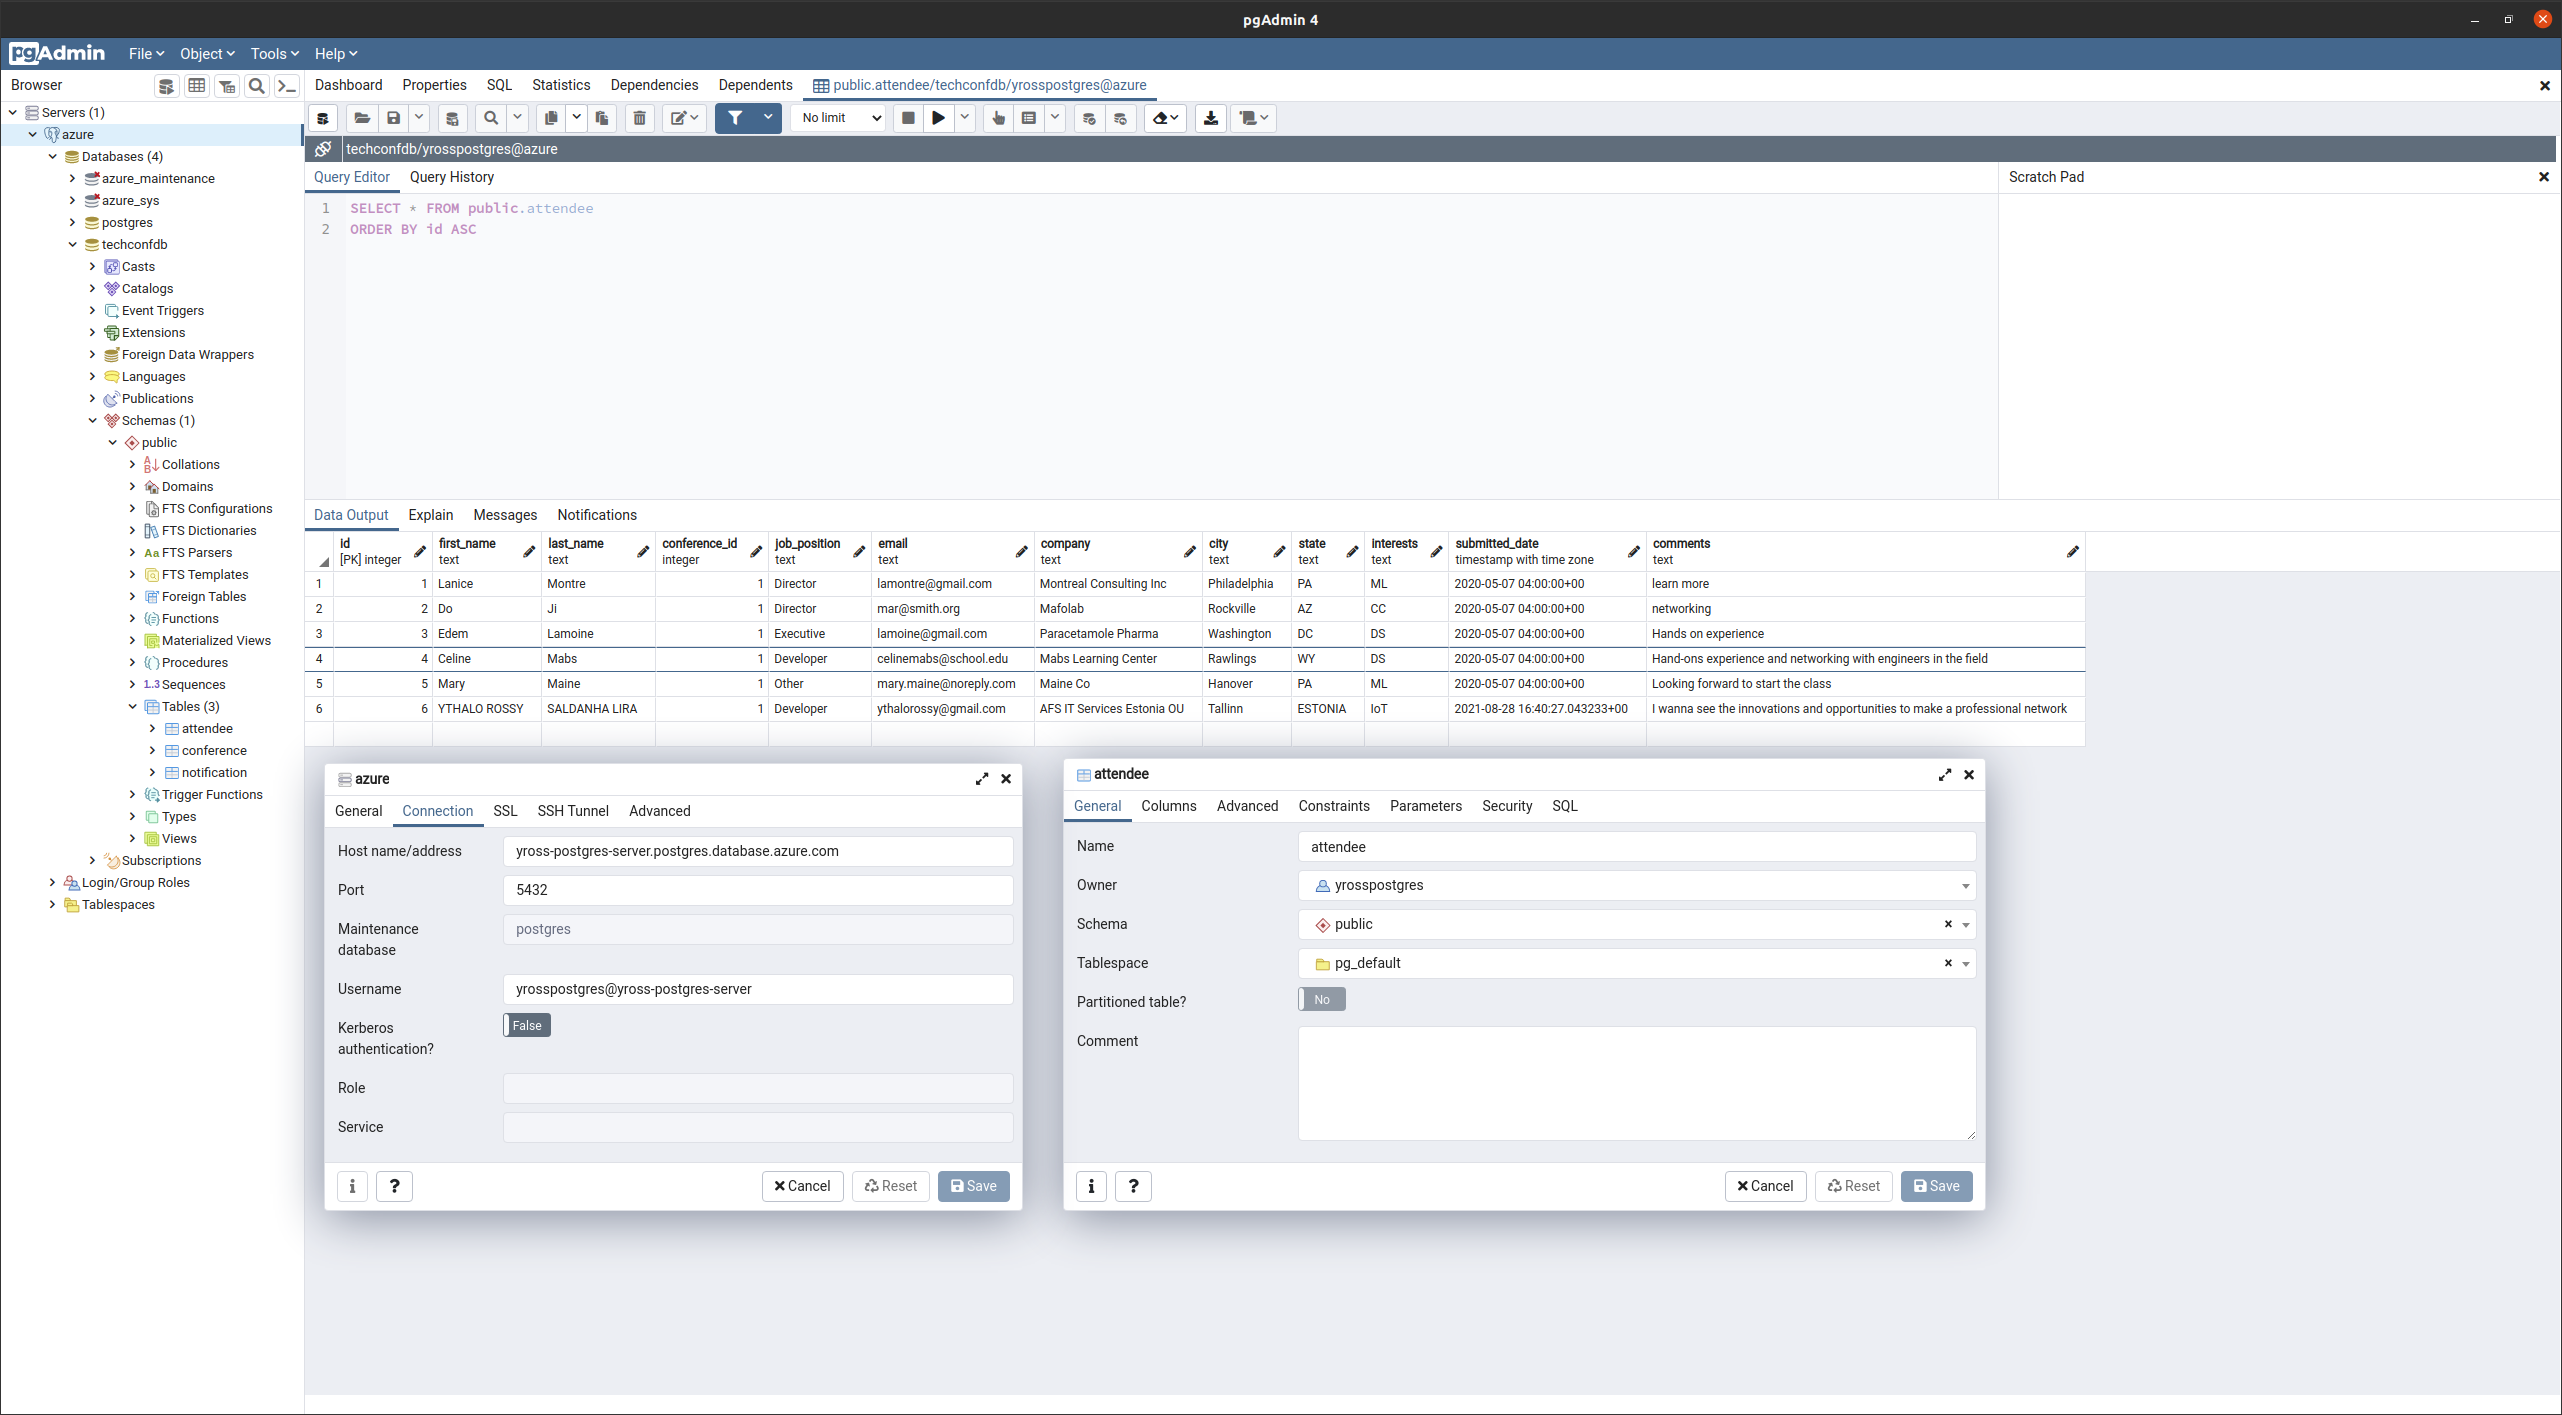 pgAdmin 4
pgAdmin File Object Tools Help
Browser
Servers (1)
azure
Databases (4)
azure_maintenance
azure_sys
postgres
techconfdb
Casts
Catalogs
Event Triggers
Extensions
Foreign Data Wrappers
Languages
Publications
Schemas (1)
public
Collations
Domains
FTS Configurations
FTS Dictionaries
Aa FTS Parsers
FTS Templates
Foreign Tables
Functions
Materialized Views
Procedures
1..3 Sequences
Tables (3)
attendee
conference
notification
Trigger Functions
Types
Views
Subscriptions
Login/Group Roles
Tablespaces
Dashboard Properties SQL Statistics Dependencies Dependents public.attendee/techconfdb/yrosspostgres@azure
No limit
techconfdb/yrosspostgres@azure
Query Editor Query History
Scratch Pad
1 SELECT * FROM public.attendee
2 ORDER BY id ASC
Data Output Explain Messages Notifications
id first_name last_name conference_id job_position email company city state interests submitted_date comments
[PK] integer text text integer text text text text text text timestamp with time zone text
1 1 Lanice Montre 1 Director lamontre@gmail.com Montreal Consulting Inc Philadelphia PA ML 2020-05-07 04:00:00+00 learn more
2 2 Do Ji 1 Director mar@smith.org Mafolab Rockville AZ CC 2020-05-07 04:00:00+00 networking
3 3 Edem Lamoine 1 Executive lamoine@gmail.com Paracetamole Pharma Washington DC DS 2020-05-07 04:00:00+00 Hands on experience
4 4 Celine Mabs 1 Developer celinemabs@school.edu Mabs Learning Center Rawlings WY DS 2020-05-07 04:00:00+00 Hand-ons experience and networking with engineers in the field
5 5 Mary Maine 1 Other mary.maine@noreply.com Maine Co Hanover PA ML 2020-05-07 04:00:00+00 Looking forward to start the class
6 6 YTHALO ROSSY SALDANHA LIRA 1 Developer ythalorossy@gmail.com AFS IT Services Estonia OU Tallinn ESTONIA IoT 2021-08-28 16:40:27.043233+00 I wanna see the innovations and opportunities to make a professional network
azure
General Connection SSL SSH Tunnel Advanced
Host name/address yross-postgres-server.postgres.database.azure.com
Port 5432
Maintenance
database
postgres
Username yrosspostgres@yross-postgres-server
Kerberos
authentication?
False
Role
Service
i ? Cancel Reset Save
attendee
General Columns Advanced Constraints Parameters Security SQL
Name attendee
Owner yrosspostgres
Schema public
Tablespace pg_default
Partitioned table? No
Comment
i ? Cancel Reset Save